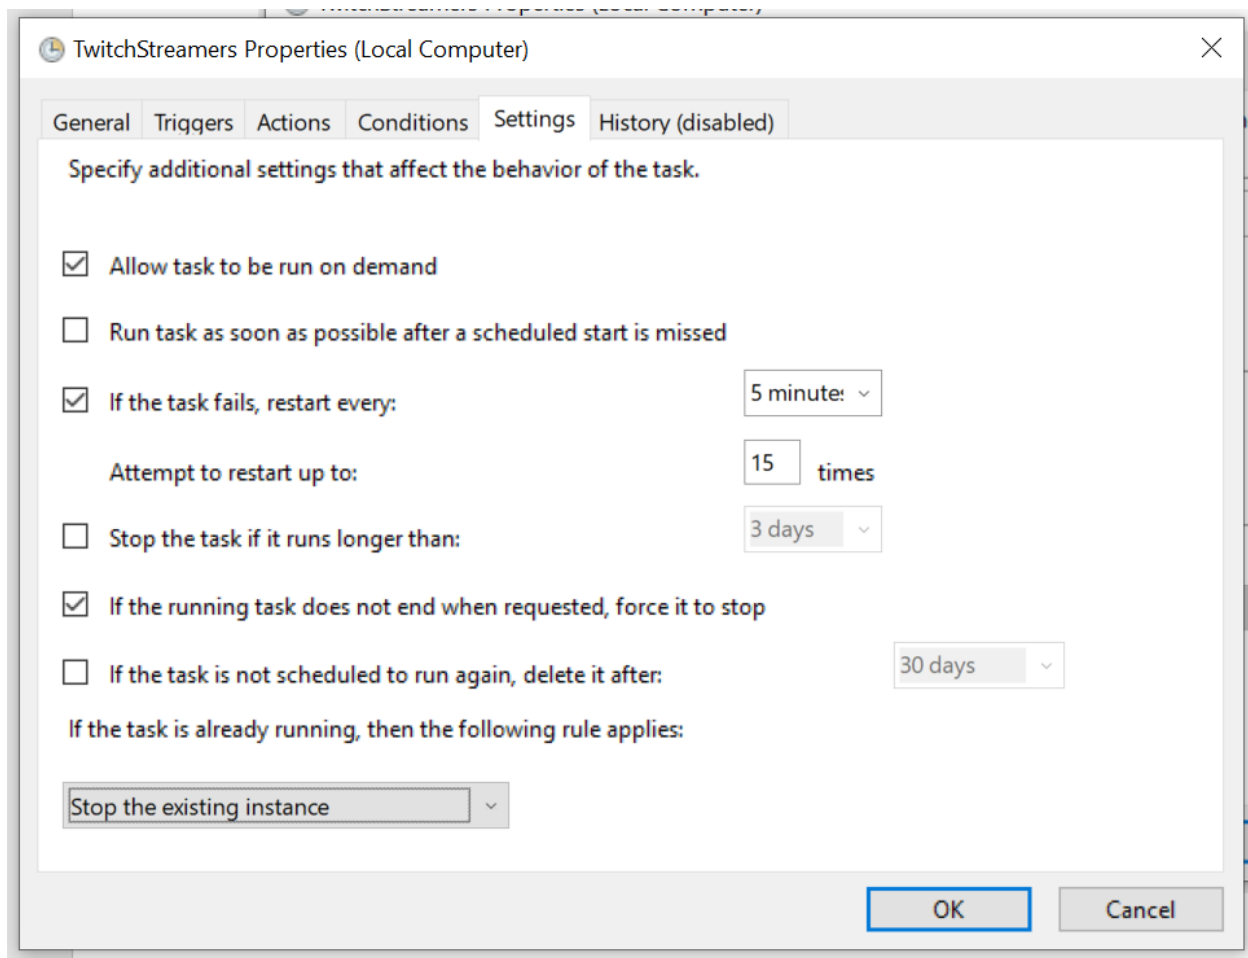 TwitchStreamers Properties (Local Computer)
TwitchStreamers Properties (Local Computer)
General Triggers Actions Conditions Settings History (disabled)
Specify additional settings that affect the behavior of the task.
Allow task to be run on demand
Run task as soon as possible after a scheduled start is missed
If the task fails, restart every: 5 minutes
Attempt to restart up to: 15 times
Stop the task if it runs longer than: 3 days
If the running task does not end when requested, force it to stop
If the task is not scheduled to run again, delete it after: 30 days
If the task is already running, then the following rule applies:
Stop the existing instance
OK Cancel